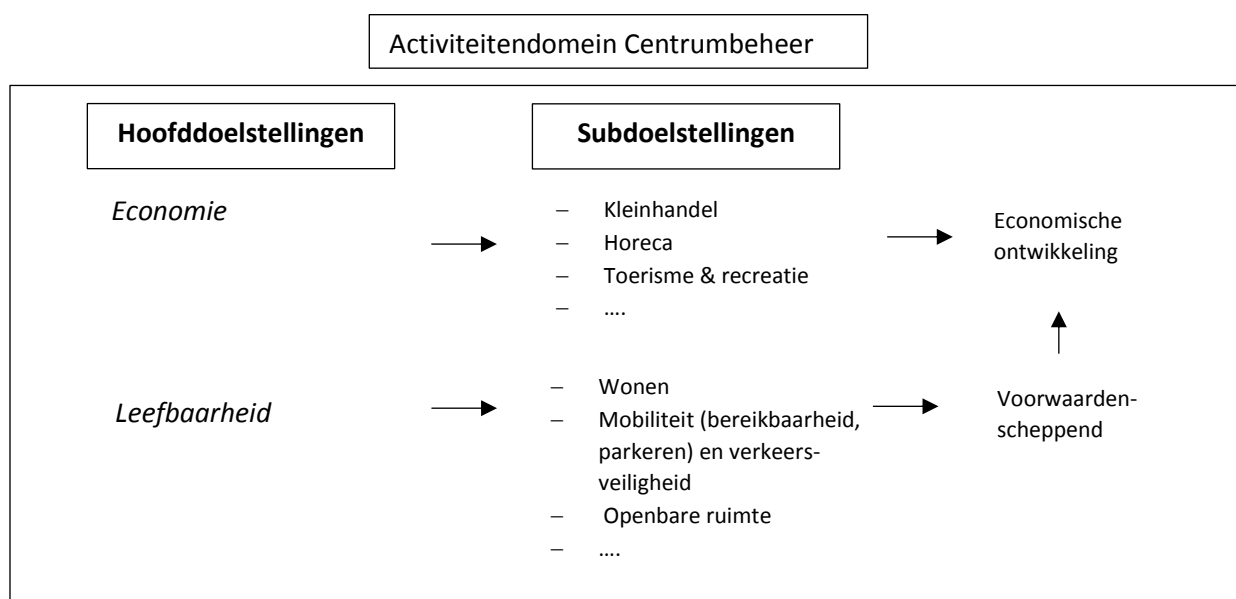 Activiteitendomein Centrumbeheer
Hoofddoelstellingen
Subdoelstellingen
Economie
– Kleinhandel
– Horeca
– Toerisme & recreatie
– ….
Economische
ontwikkeling
Leefbaarheid
– Wonen
– Mobiliteit (bereikbaarheid,
parkeren) en verkeers-
veiligheid
– Openbare ruimte
– ….
Voorwaarden-
scheppend